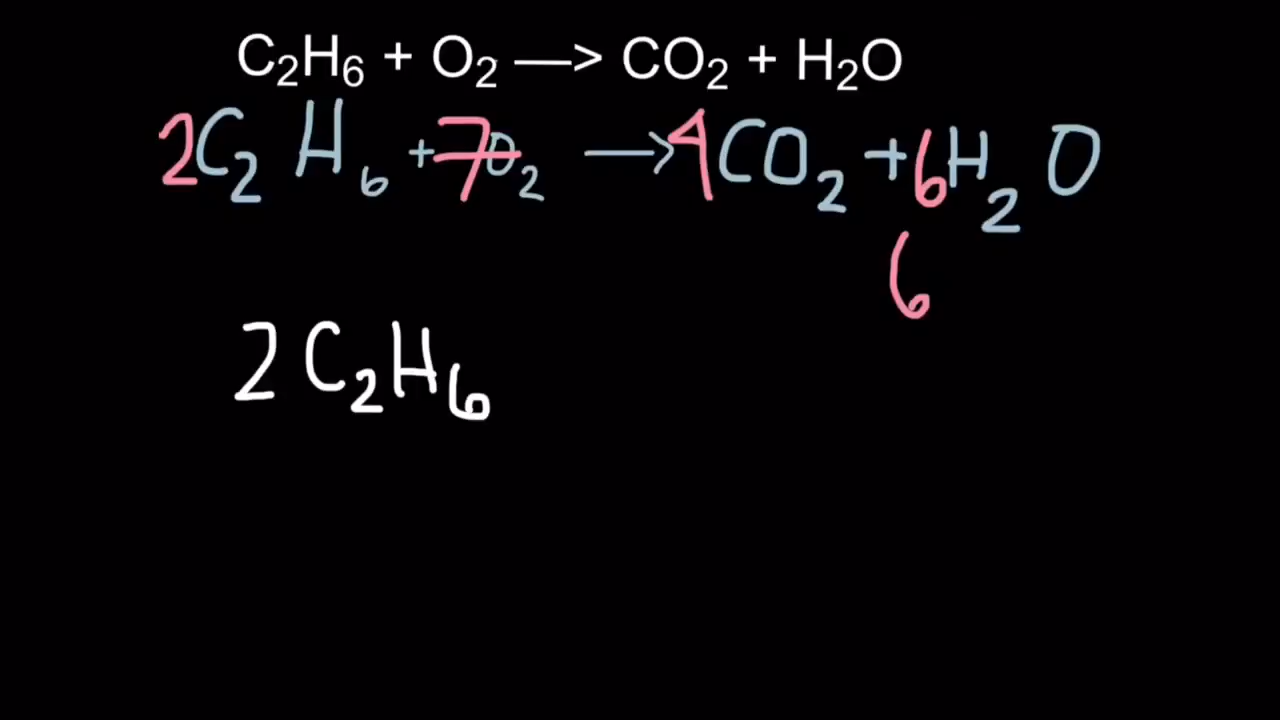 C₂H₆ + O₂ —> CO₂ + H₂O
2C₂H₆ + 7O₂ → 4CO₂ + 6H₂O
6
2C₂H₆